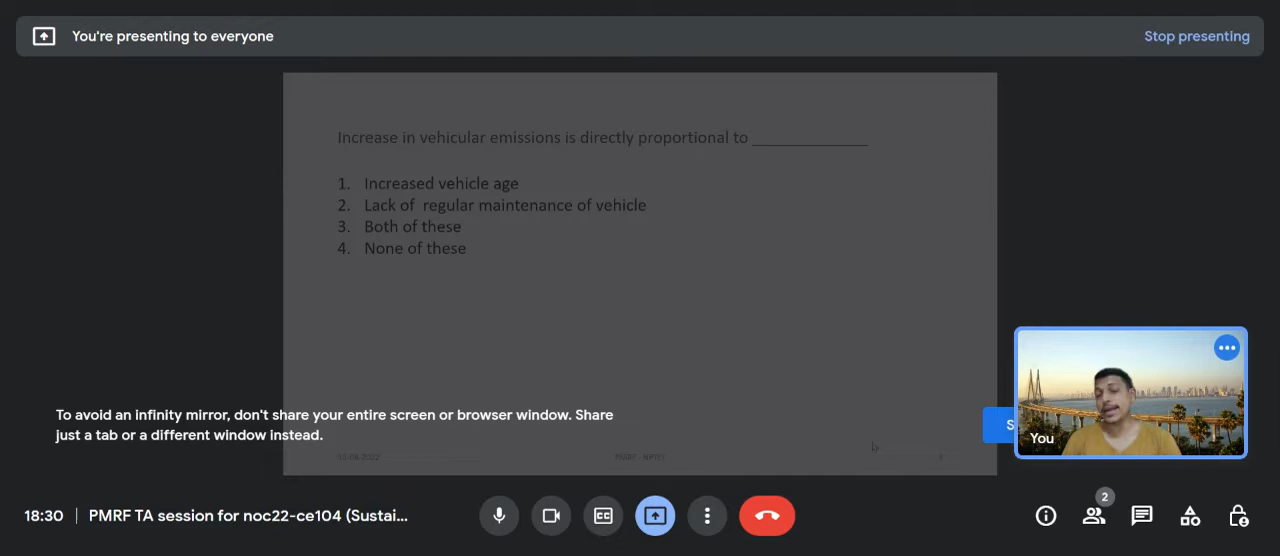 You're presenting to everyone
Stop presenting
Increase in vehicular emissions is directly proportional to _____________
1. Increased vehicle age
2. Lack of regular maintenance of vehicle
3. Both of these
4. None of these
To avoid an infinity mirror, don't share your entire screen or browser window. Share
just a tab or a different window instead.
S
You
PMRF - NPTEL
2
18:30 | PMRF TA session for noc22-ce104 (Sustai...